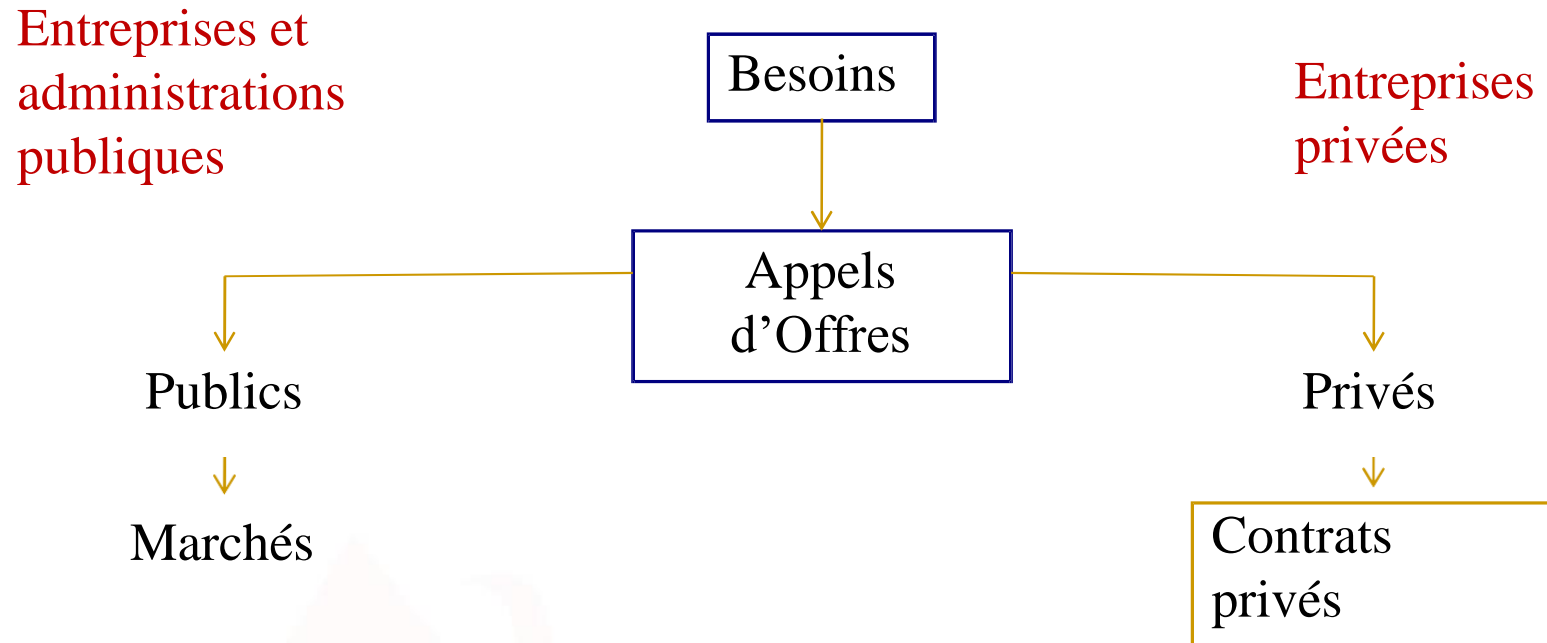 Entreprises et
administrations
publiques
Besoins
Entreprises
privées
Appels
d’Offres
Publics
Privés
Marchés
Contrats
privés